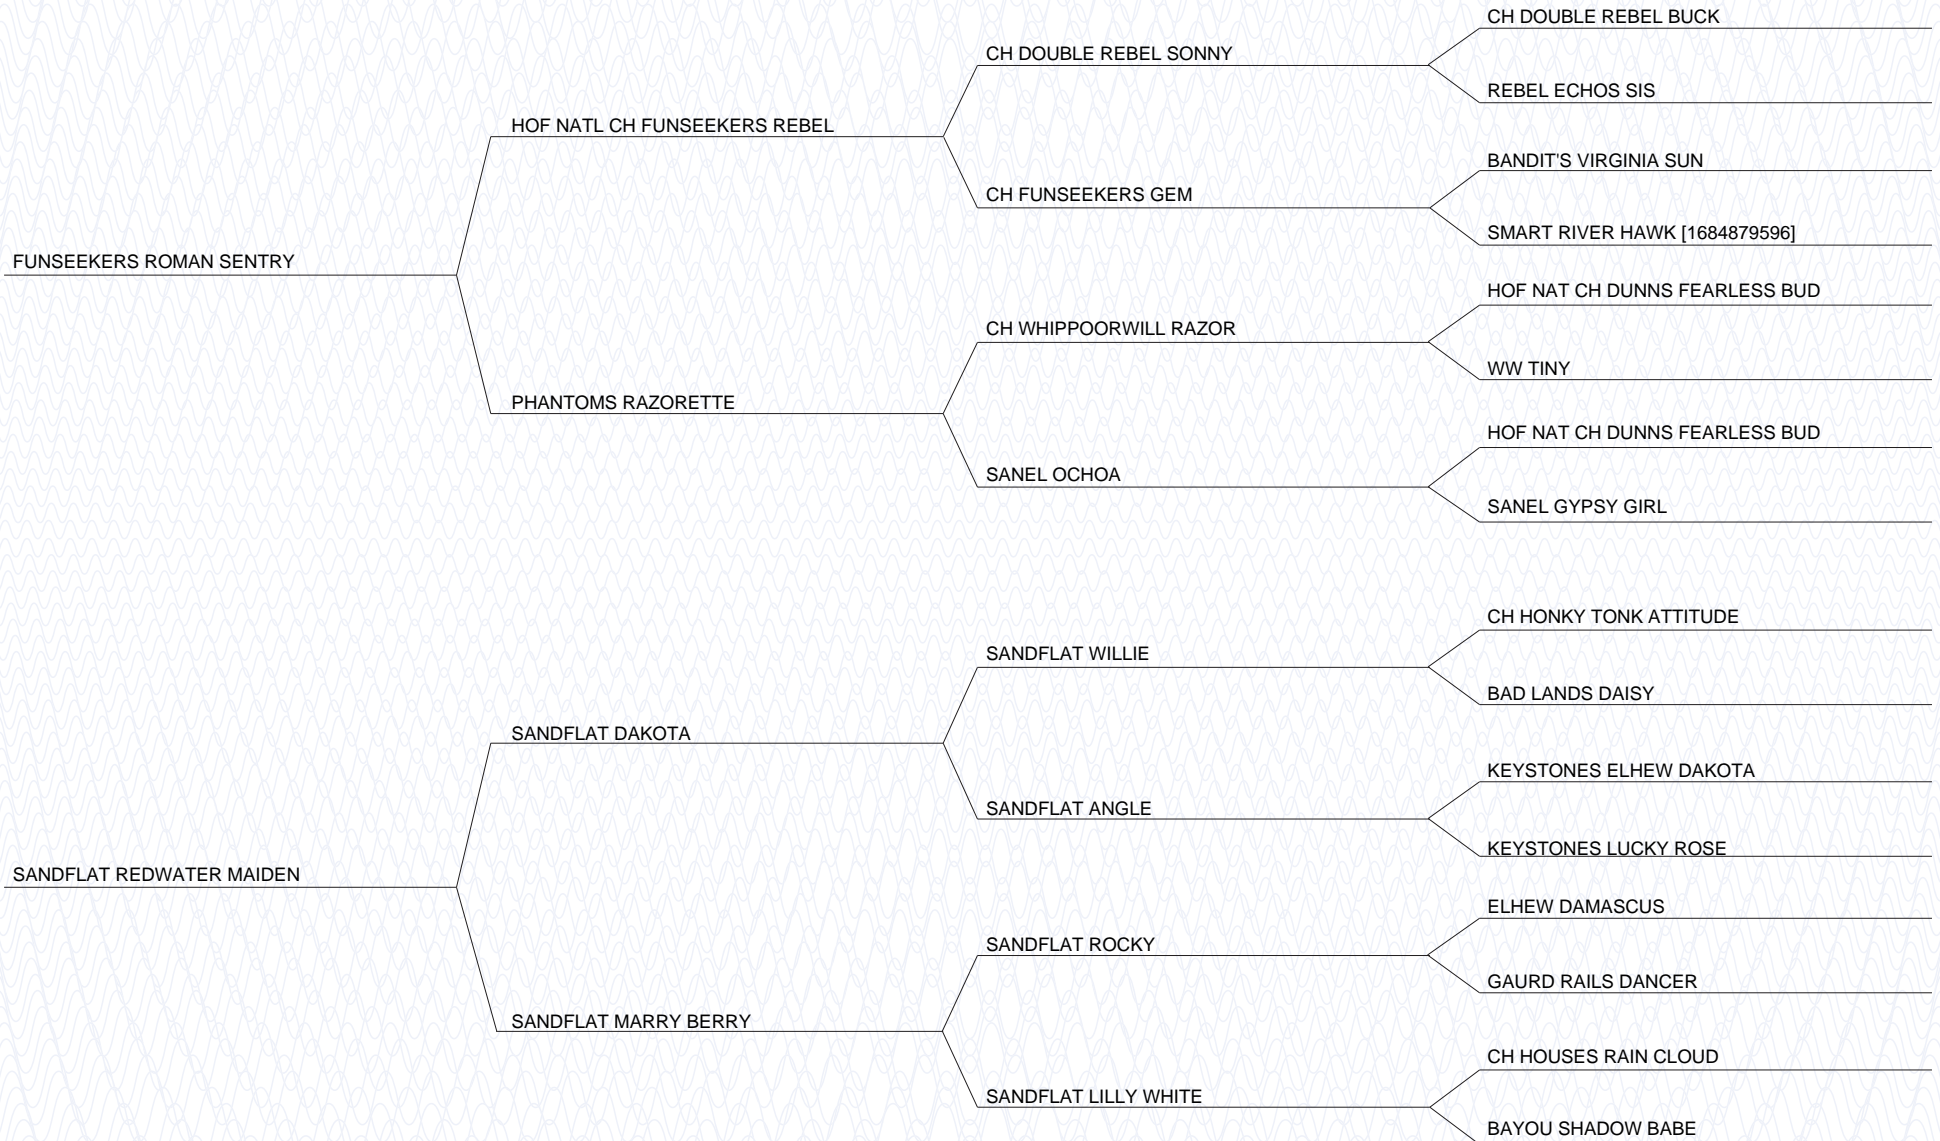 CH DOUBLE REBEL BUCK
CH DOUBLE REBEL SONNY
REBEL ECHOS SIS
HOF NATL CH FUNSEEKERS REBEL
BANDIT'S VIRGINIA SUN
CH FUNSEEKERS GEM
SMART RIVER HAWK [1684879596]
FUNSEEKERS ROMAN SENTRY
HOF NAT CH DUNNS FEARLESS BUD
CH WHIPPOORWILL RAZOR
WW TINY
PHANTOMS RAZORETTE
HOF NAT CH DUNNS FEARLESS BUD
SANEL OCHOA
SANEL GYPSY GIRL
CH HONKY TONK ATTITUDE
SANDFLAT WILLIE
BAD LANDS DAISY
SANDFLAT DAKOTA
KEYSTONES ELHEW DAKOTA
SANDFLAT ANGLE
KEYSTONES LUCKY ROSE
SANDFLAT REDWATER MAIDEN
ELHEW DAMASCUS
SANDFLAT ROCKY
GAURD RAILS DANCER
SANDFLAT MARRY BERRY
CH HOUSES RAIN CLOUD
SANDFLAT LILLY WHITE
BAYOU SHADOW BABE